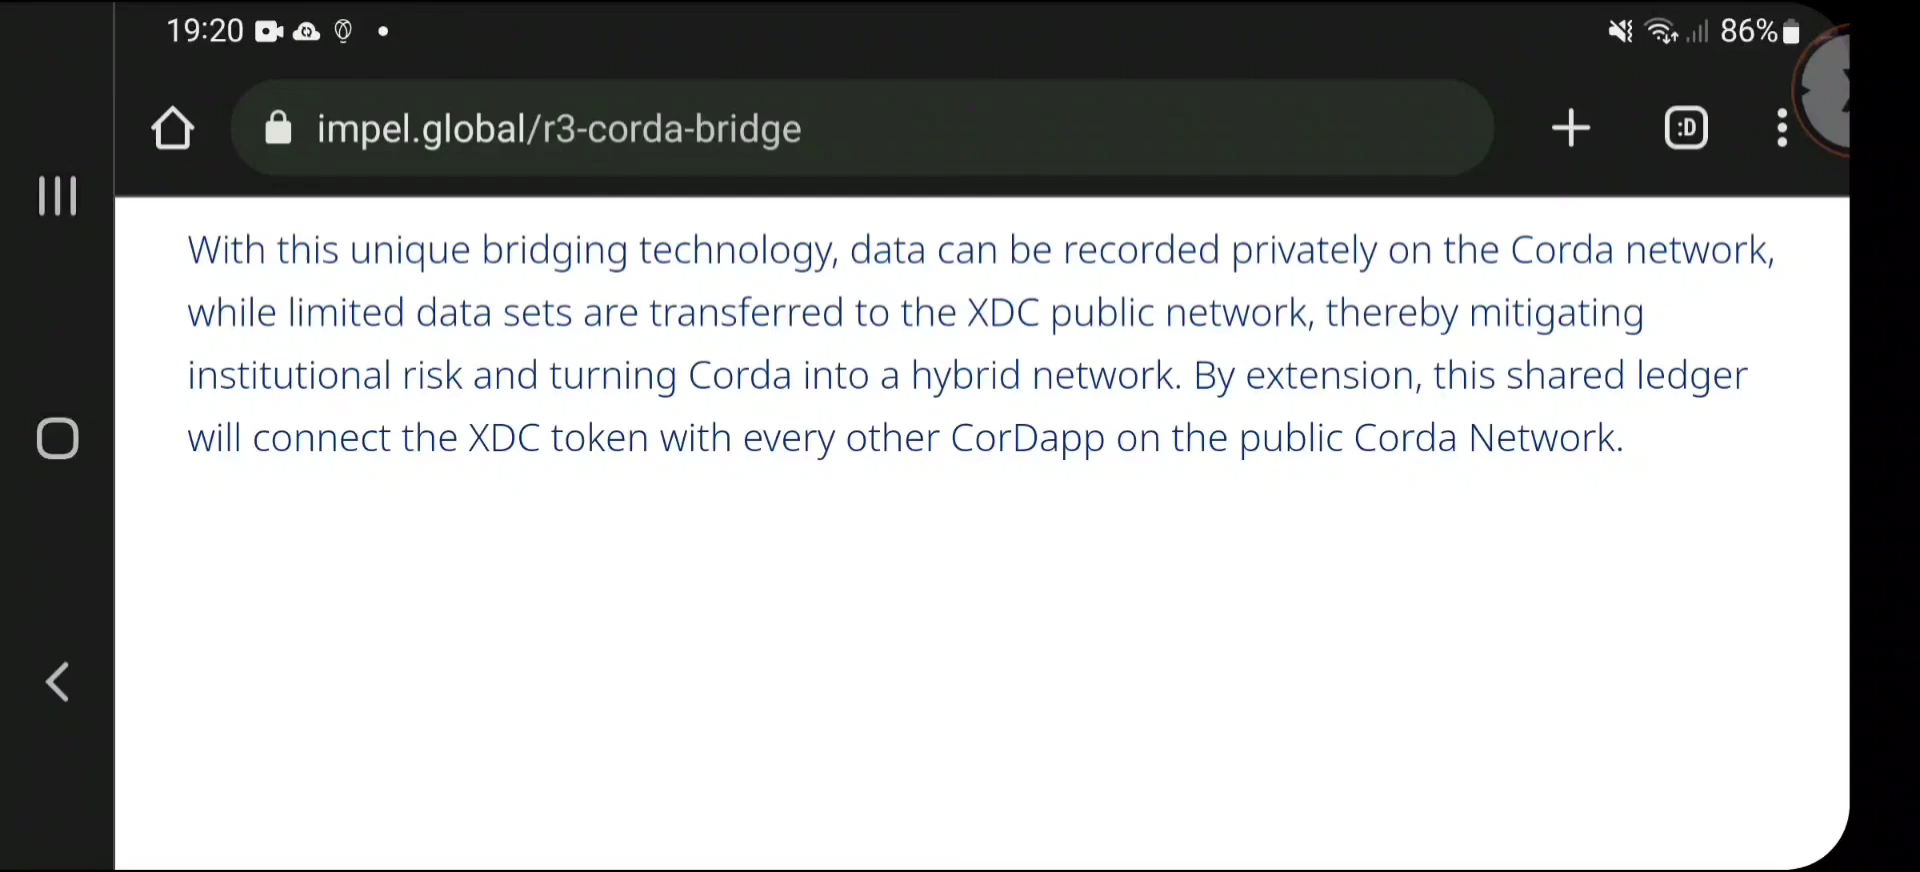 19:20
86%
impel.global/r3-corda-bridge
:D
With this unique bridging technology, data can be recorded privately on the Corda network,
while limited data sets are transferred to the XDC public network, thereby mitigating
institutional risk and turning Corda into a hybrid network. By extension, this shared ledger
will connect the XDC token with every other CorDapp on the public Corda Network.